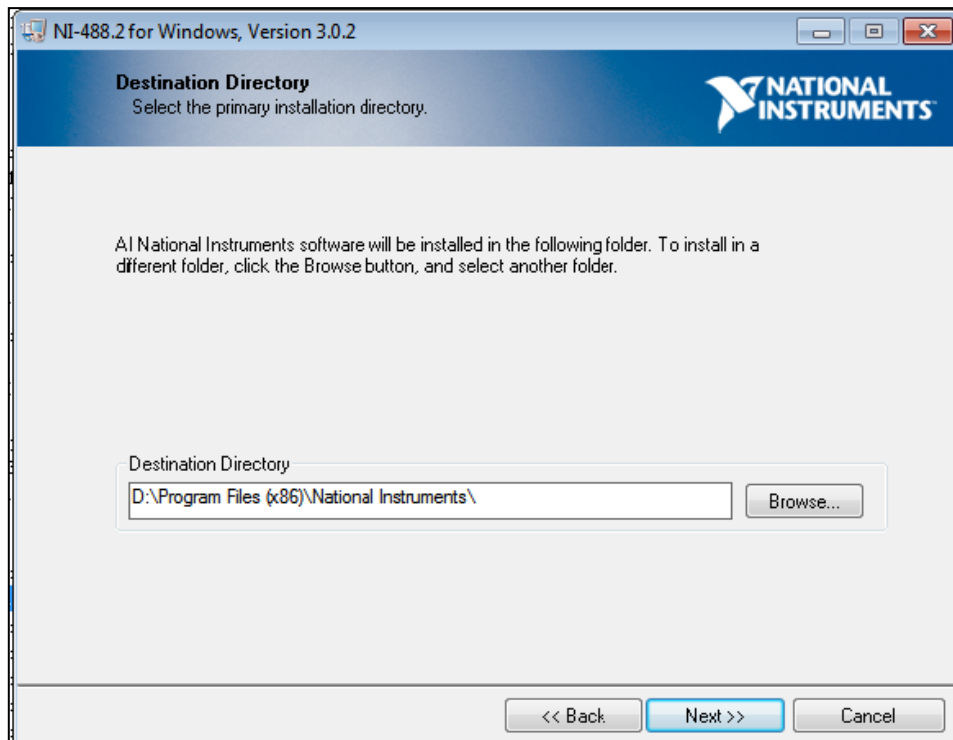 NI-488.2 for Windows, Version 3.0.2
Destination Directory
Select the primary installation directory.
NATIONAL
INSTRUMENTS
Al National Instruments software will be installed in the following folder. To install in a
different folder, click the Browse button, and select another folder.
Destination Directory
D:\Program Files (x86)\National Instruments\
Browse...
<< Back
Next >>
Cancel